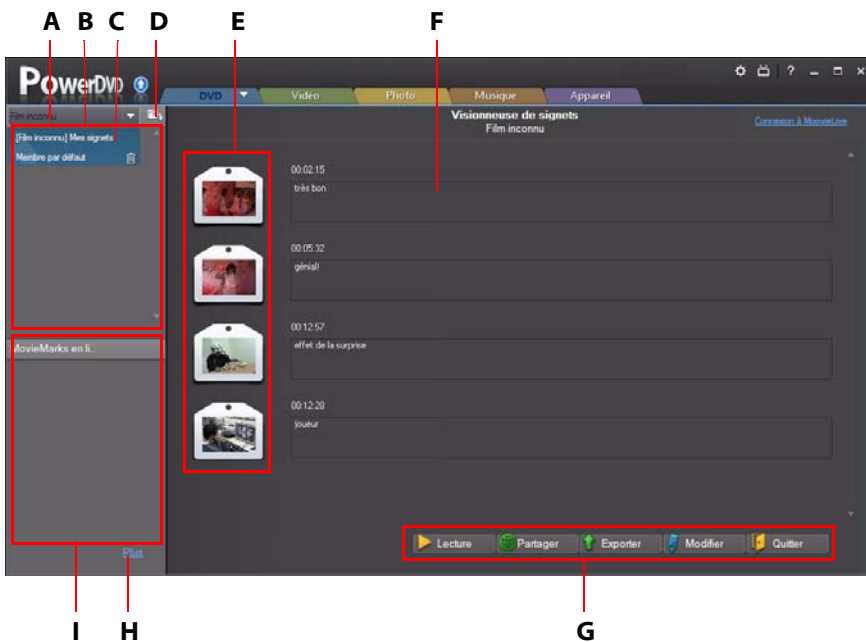 A B C D E F
PowerDVD
?
DVD Vidéo Photo Musique Appareil
Film inconnu
Visionneuse de signets
Film inconnu
Connexion à MoovieLive
[Film inconnu] Mes signets
Membre par défaut
00:02:15
très bon
00:05:32
génial!
00:12:57
effet de la surprise
00:12:20
joueur
MovieMarks en li...
Plus
Lecture Partager Exporter Modifier Quitter
I H G